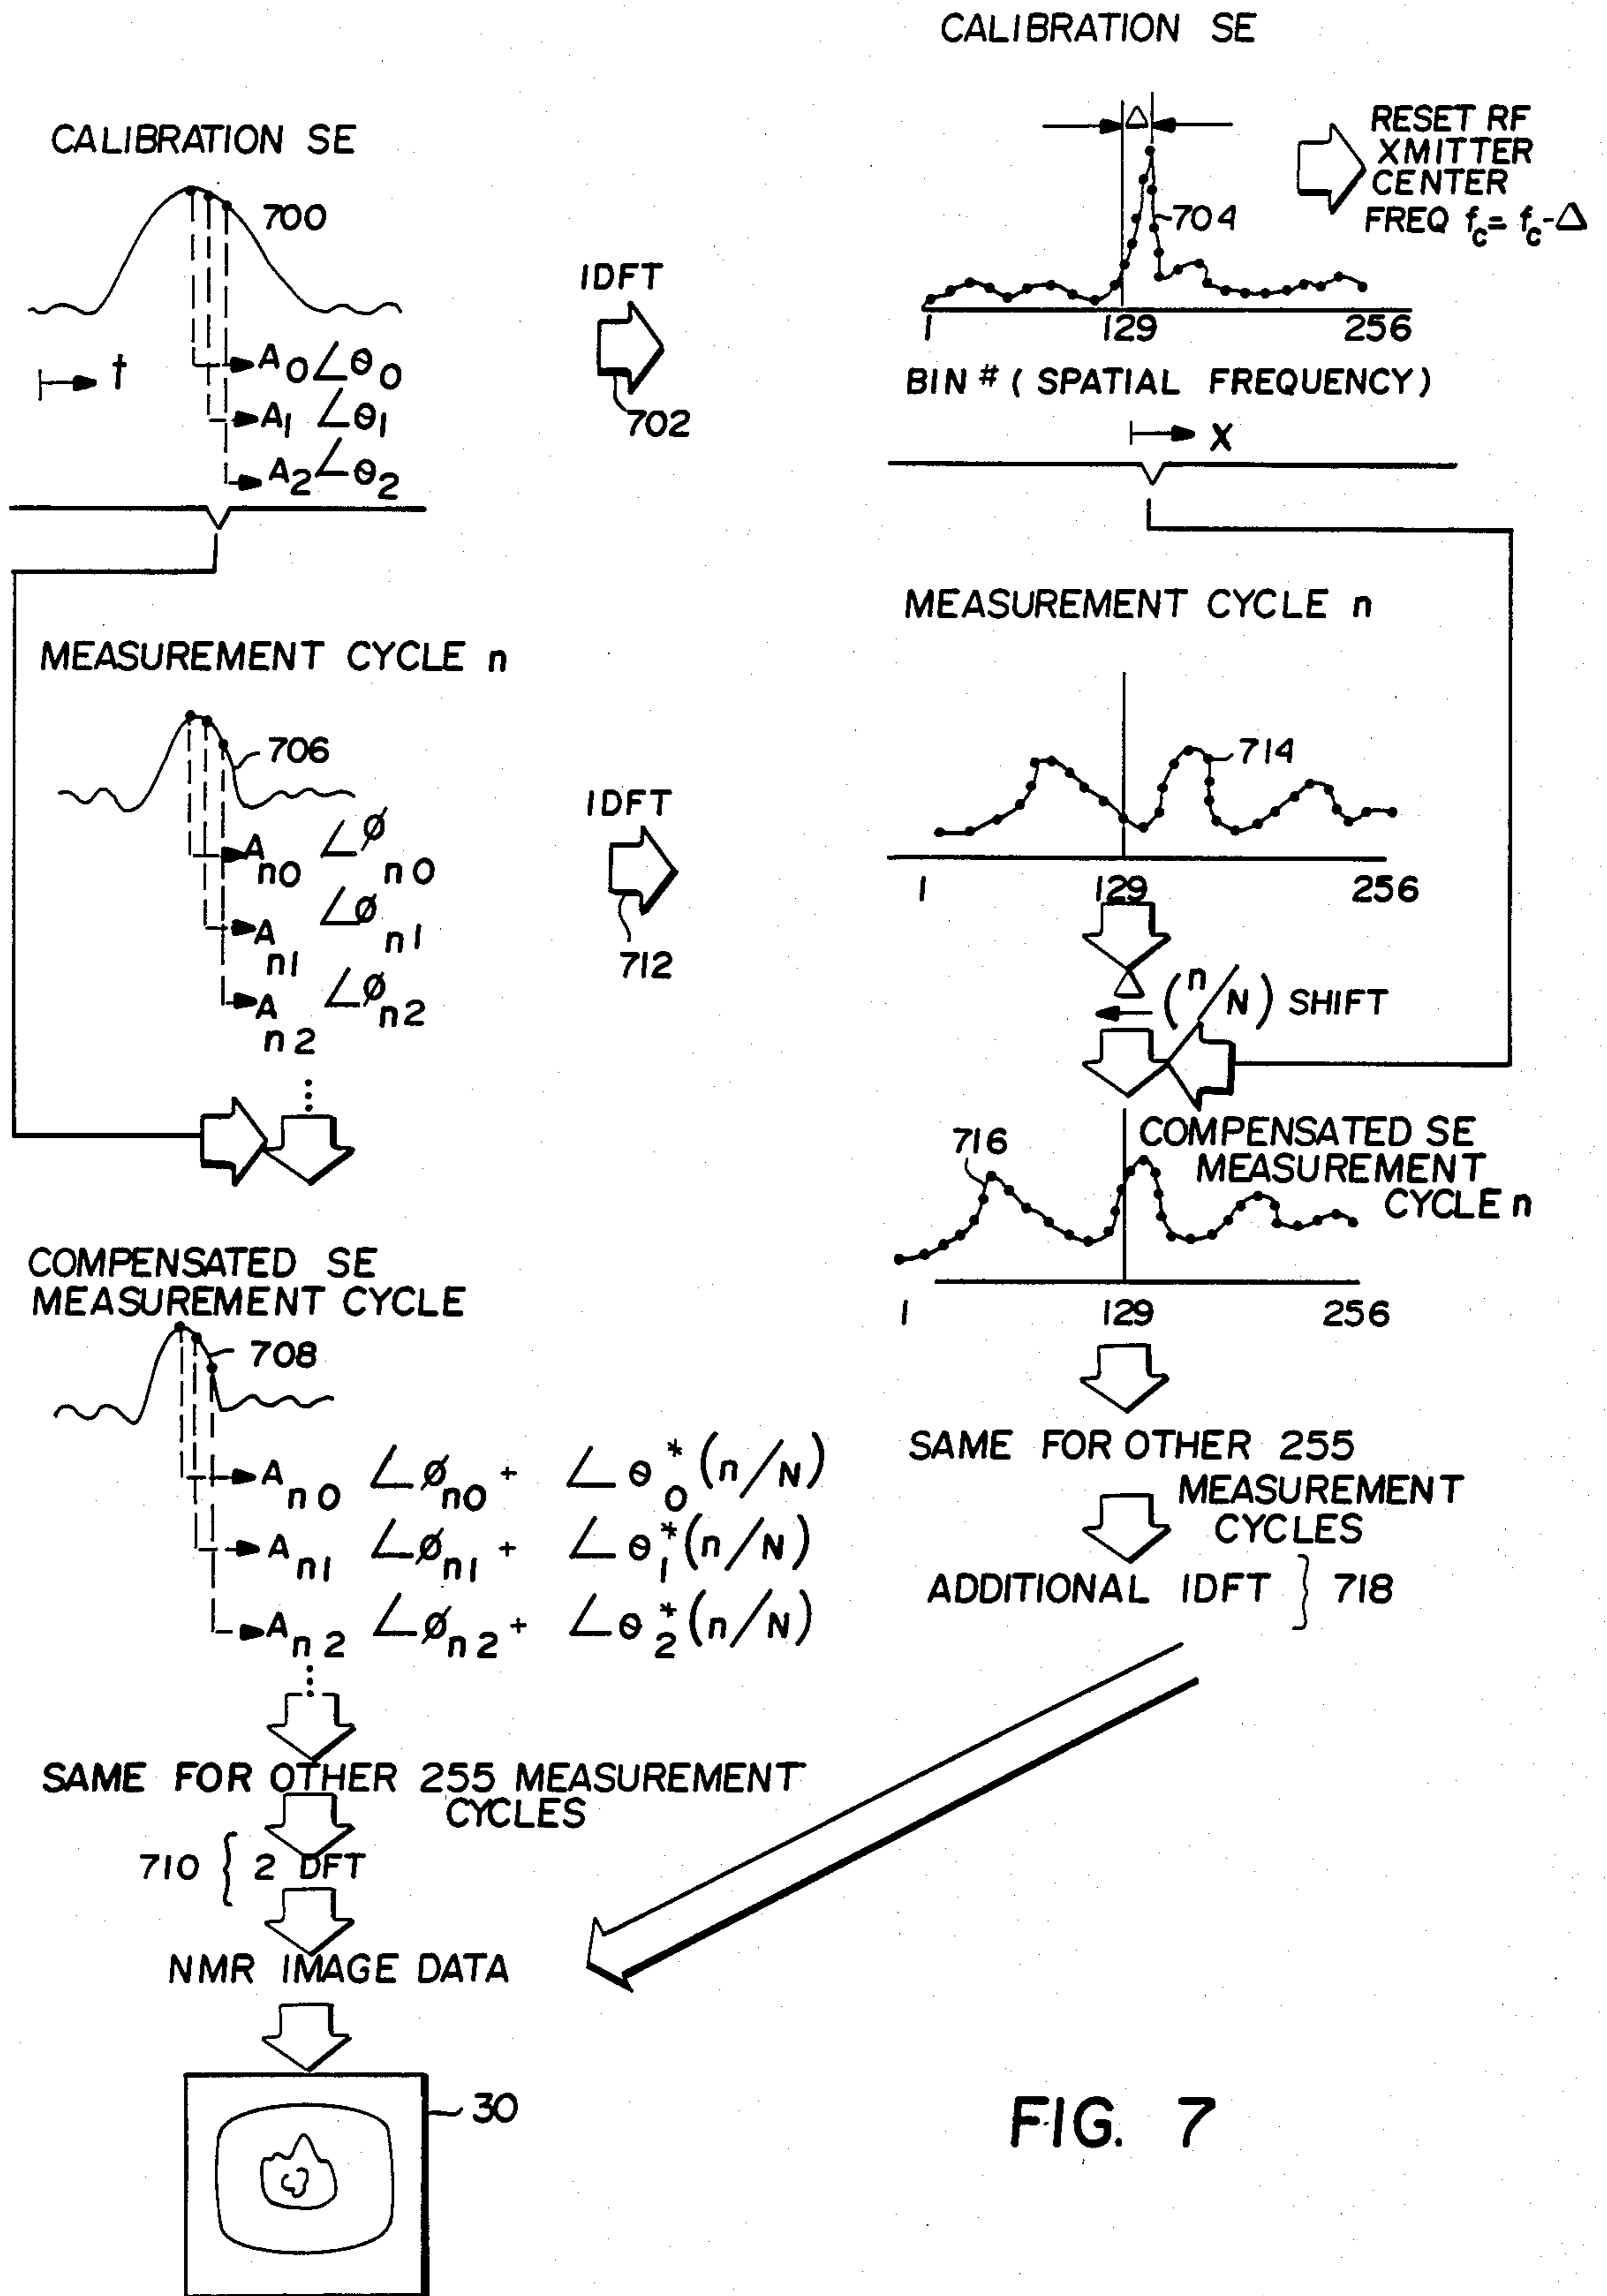 CALIBRATION SE
CALIBRATION SE
700
A0∠θ0
A1∠θ1
A2∠θ2
t
IDFT
702
Δ
704
RESET RF
XMITTER
CENTER
FREQ fc = fc-Δ
1 129 256
BIN # (SPATIAL FREQUENCY)
X
MEASUREMENT CYCLE n
706
An0 ∠φn0
An1 ∠φn1
An2 ∠φn2
IDFT
712
MEASUREMENT CYCLE n
714
1 129 256
Δ
(n/N) SHIFT
716
COMPENSATED SE
MEASUREMENT
CYCLE n
1 129 256
COMPENSATED SE
MEASUREMENT CYCLE
708
An0 ∠φn0 + ∠θ0*(n/N)
An1 ∠φn1 + ∠θ1*(n/N)
An2 ∠φn2 + ∠θ2*(n/N)
SAME FOR OTHER 255 MEASUREMENT
CYCLES
710 { 2 DFT
SAME FOR OTHER 255
MEASUREMENT
CYCLES
ADDITIONAL IDFT } 718
NMR IMAGE DATA
30
FIG. 7